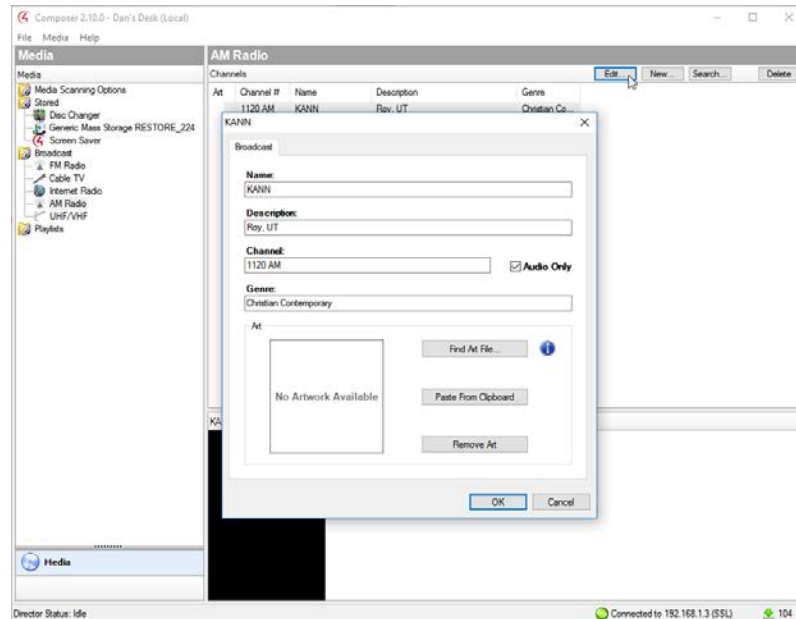 Composer 2.10.0 - Dan's Desk (Local)
File Media Help
Media
AM Radio
Media
Channels
Edit...
New...
Search...
Delete
Media Scanning Options
Stored
Disc Changer
Generic Mass Storage RESTORE_224
Screen Saver
Broadcast
FM Radio
Cable TV
Internet Radio
AM Radio
UHF/VHF
Playlists
Art Channel # Name Description Genre
1120 AM KANN Roy, UT Christian Co...
KANN
Broadcast
Name:
KANN
Description:
Roy, UT
Channel:
1120 AM
Audio Only
Genre:
Christian Contemporary
Art
No Artwork Available
Find Art File...
Paste From Clipboard
Remove Art
OK
Cancel
KA
Media
Director Status: Idle
Connected to 192.168.1.3 (SSL)
104